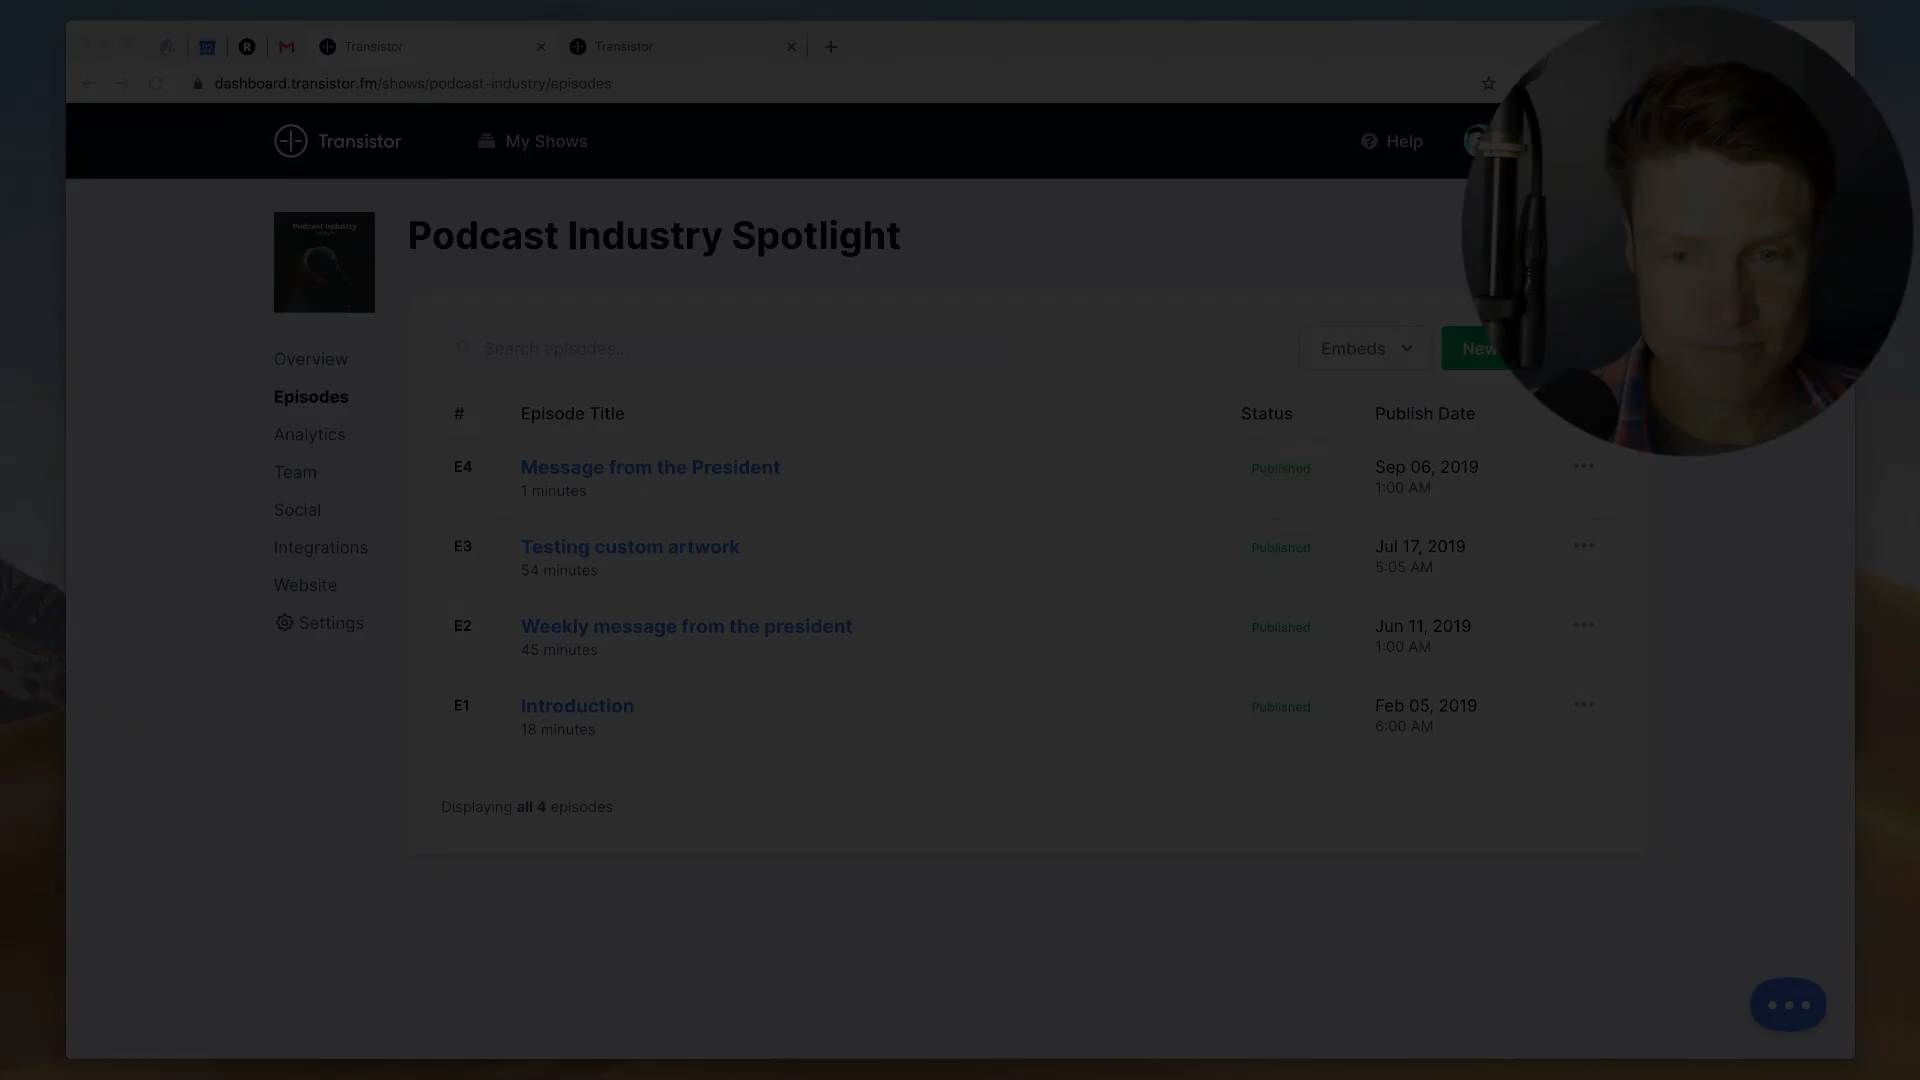 Transistor
Transistor
dashboard.transistor.fm/shows/podcast-industry/episodes
Transistor
My Shows
Help
Podcast Industry
Podcast Industry Spotlight
Search episodes...
Embeds
New
Overview
Episodes
Analytics
Team
Social
Integrations
Website
Settings
# Episode Title Status Publish Date
E4 Message from the President Published Sep 06, 2019
1 minutes 1:00 AM
E3 Testing custom artwork Published Jul 17, 2019
54 minutes 5:05 AM
E2 Weekly message from the president Published Jun 11, 2019
45 minutes 1:00 AM
E1 Introduction Published Feb 05, 2019
18 minutes 6:00 AM
Displaying all 4 episodes